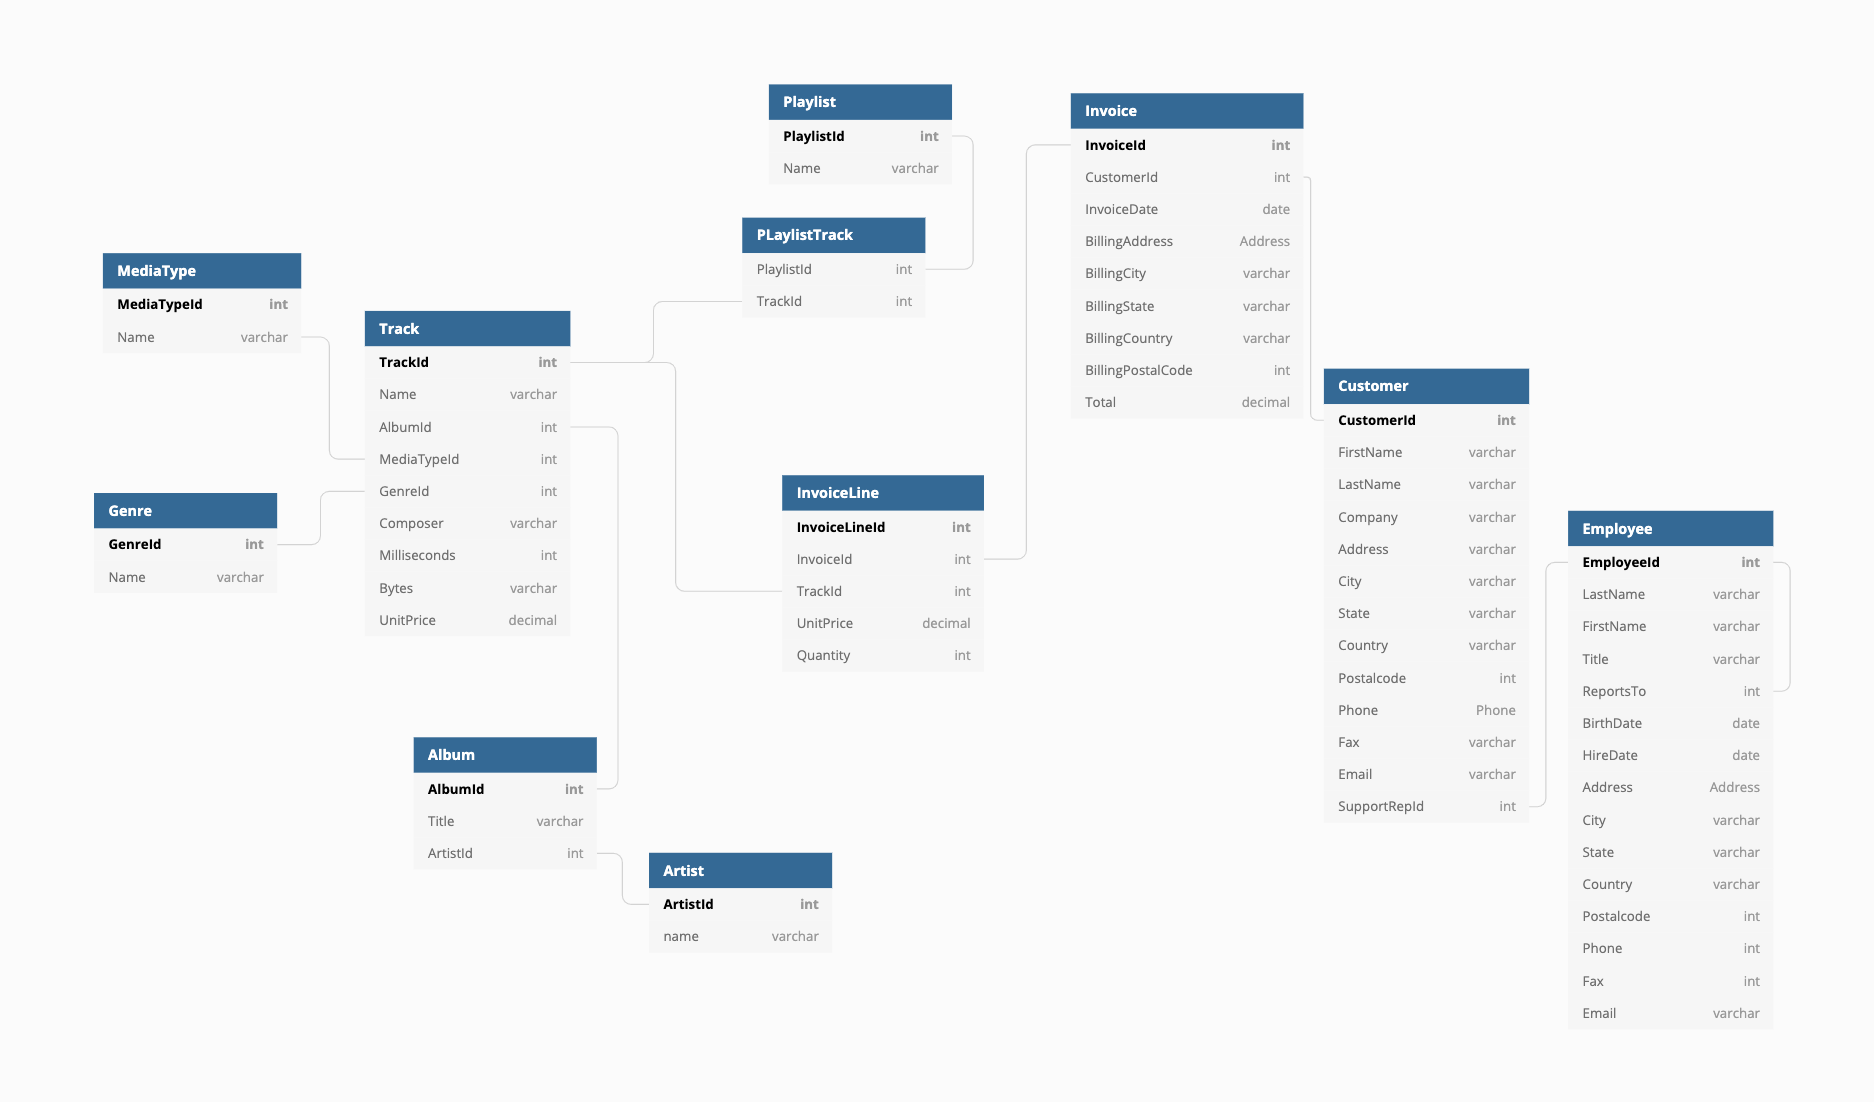 Playlist
PlaylistId int
Name varchar
PLaylistTrack
PlaylistId int
TrackId int
MediaType
MediaTypeId int
Name varchar
Genre
GenreId int
Name varchar
Track
TrackId int
Name varchar
AlbumId int
MediaTypeId int
GenreId int
Composer varchar
Milliseconds int
Bytes varchar
UnitPrice decimal
Album
AlbumId int
Title varchar
ArtistId int
Artist
ArtistId int
name varchar
InvoiceLine
InvoiceLineId int
InvoiceId int
TrackId int
UnitPrice decimal
Quantity int
Invoice
InvoiceId int
CustomerId int
InvoiceDate date
BillingAddress Address
BillingCity varchar
BillingState varchar
BillingCountry varchar
BillingPostalCode int
Total decimal
Customer
CustomerId int
FirstName varchar
LastName varchar
Company varchar
Address varchar
City varchar
State varchar
Country varchar
Postalcode int
Phone Phone
Fax varchar
Email varchar
SupportRepId int
Employee
EmployeeId int
LastName varchar
FirstName varchar
Title varchar
ReportsTo int
BirthDate date
HireDate date
Address Address
City varchar
State varchar
Country varchar
Postalcode int
Phone int
Fax int
Email varchar